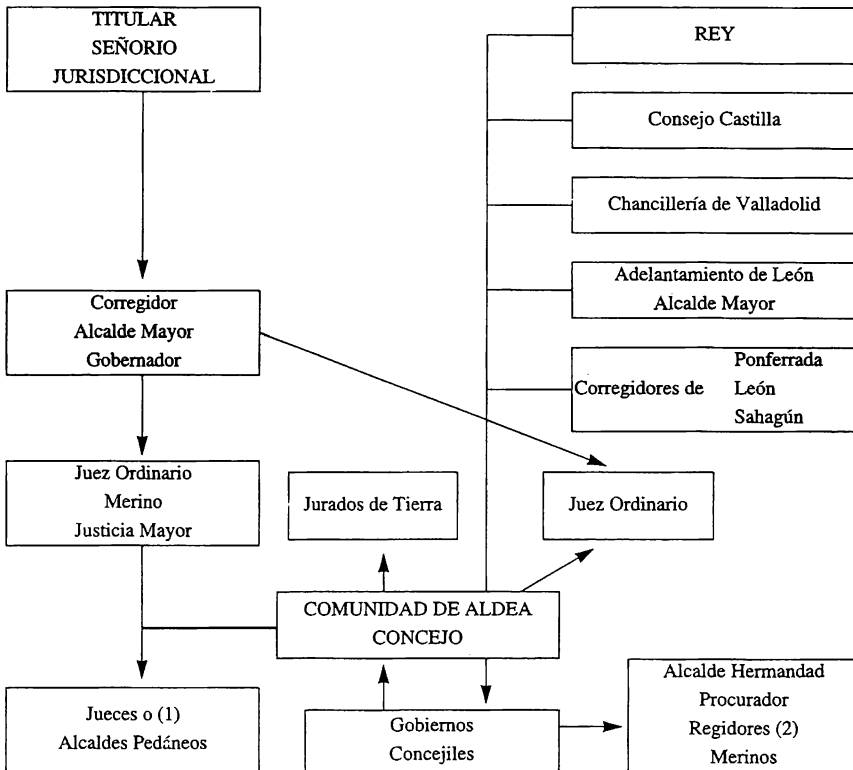 TITULAR
SEÑORIO
JURISDICCIONAL
REY
Consejo Castilla
Chancillería de Valladolid
Adelantamiento de León
Alcalde Mayor
Corregidores de
Ponferrada
León
Sahagún
Corregidor
Alcalde Mayor
Gobernador
Juez Ordinario
Merino
Justicia Mayor
Jurados de Tierra
Juez Ordinario
COMUNIDAD DE ALDEA
CONCEJO
Jueces o (1)
Alcaldes Pedáneos
Gobiernos
Concejiles
Alcalde Hermandad
Procurador
Regidores (2)
Merinos